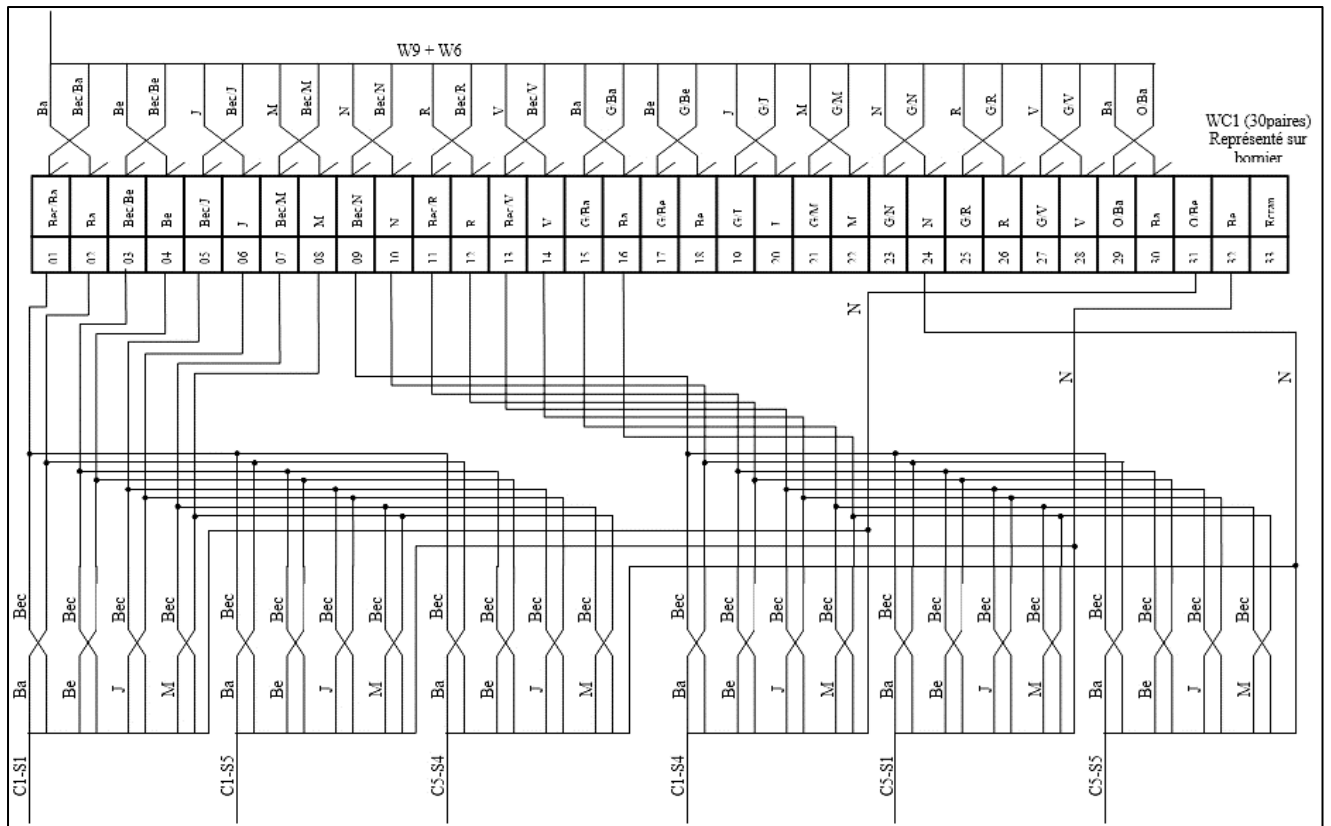 W9 + W6
Ba Bec/Ba Be Bec/Be J Bec/J M Bec/M N Bec/N R Bec/R V Bec/V Ba G/Ba Be G/Be J G/J M G/M N G/N R G/R V G/V Ba O/Ba
WC1 (30paires)
Représenté sur
bornier
Bec/Ba Ba Bec/Be Be Bec/J J Bec/M M Bec/N N Bec/R R Bec/V V G/Ba Ba G/Be Be G/J J G/M M G/N N G/R R G/V V O/Ba Ba O/Be Be Ecran
01 02 03 04 05 06 07 08 09 10 11 12 13 14 15 16 17 18 19 20 21 22 23 24 25 26 27 28 29 30 31 32 33
N
N N
Bec Bec Bec Bec Bec Bec Bec Bec Bec Bec Bec Bec Bec Bec Bec Bec Bec Bec Bec Bec Bec Bec Bec Bec
Ba Be J M Ba Be J M Ba Be J M Ba Be J M Ba Be J M Ba Be J M
C1-S1 C1-S5 C5-S4 C1-S4 C5-S1 C5-S5